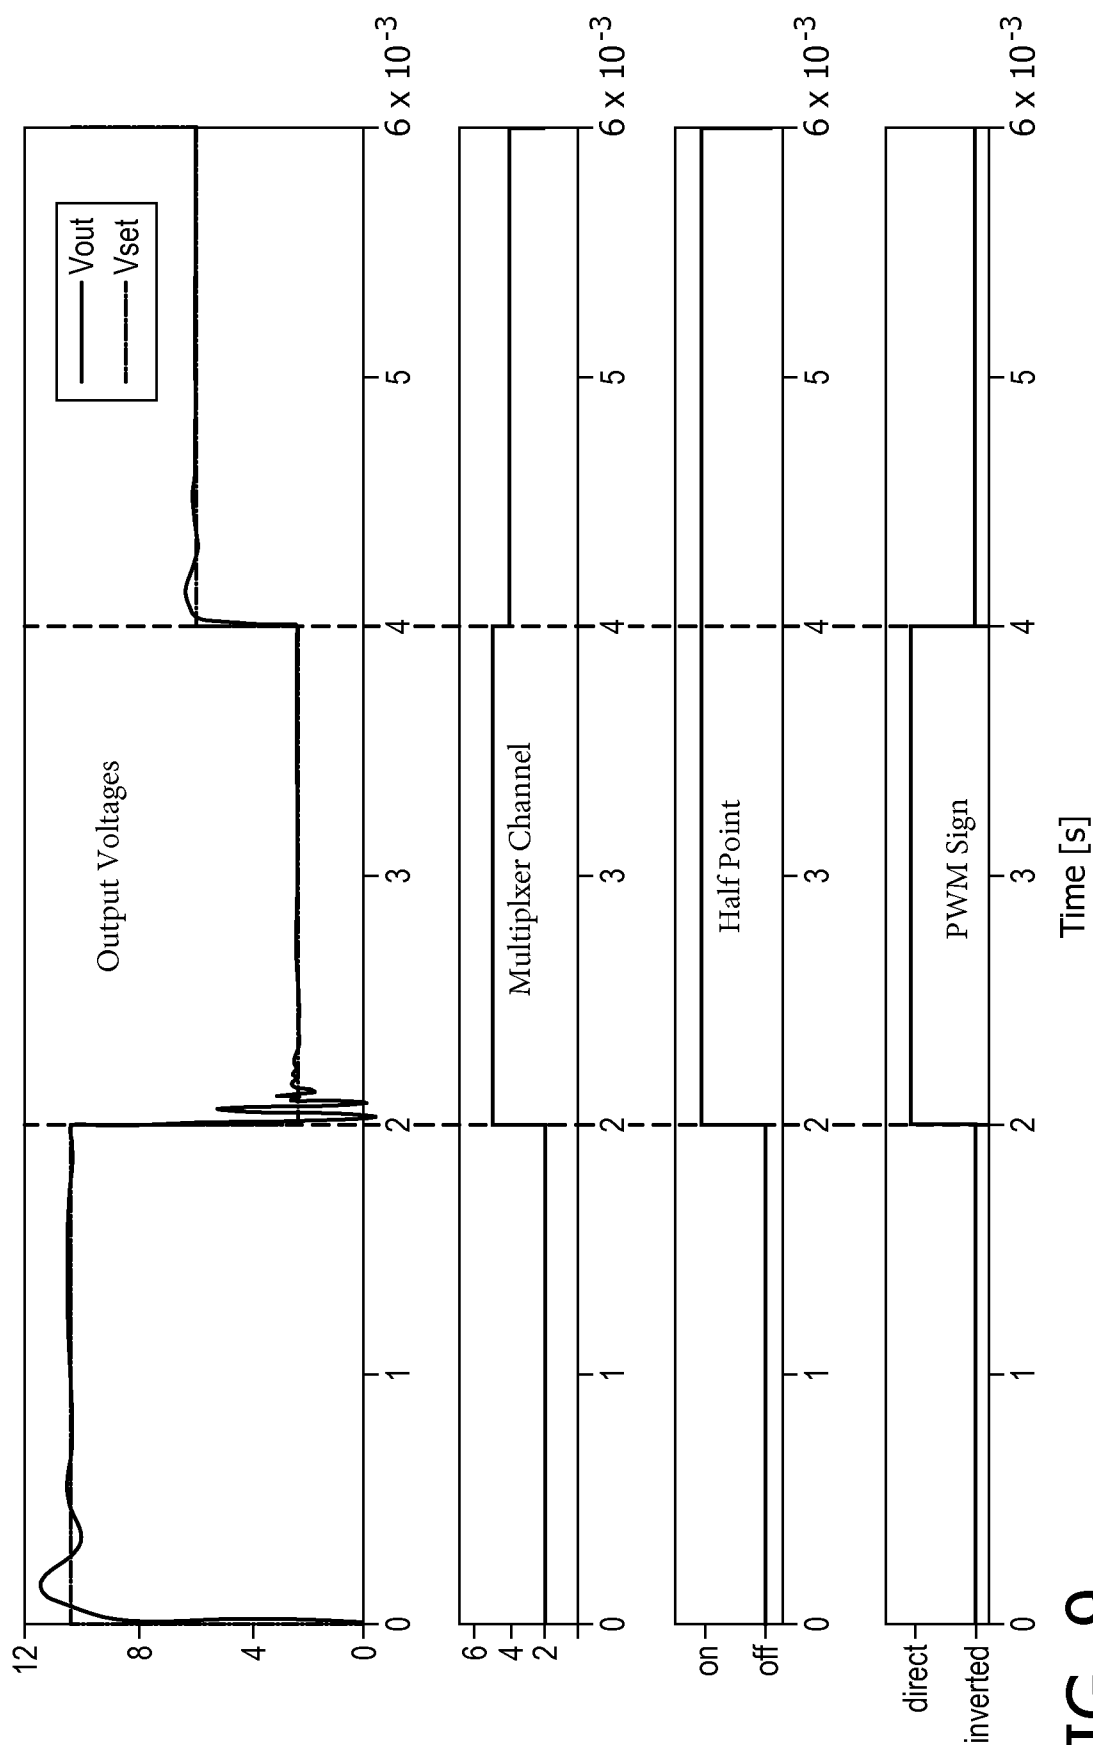 12
8
4
0
Output Voltages
Vout
Vset
0 1 2 3 4 5 6 x 10-3
6
4
2
Multiplxer Channel
0 1 2 3 4 5 6 x 10-3
on
off
Half Point
0 1 2 3 4 5 6 x 10-3
direct
inverted
PWM Sign
0 1 2 3 4 5 6 x 10-3
Time [s]